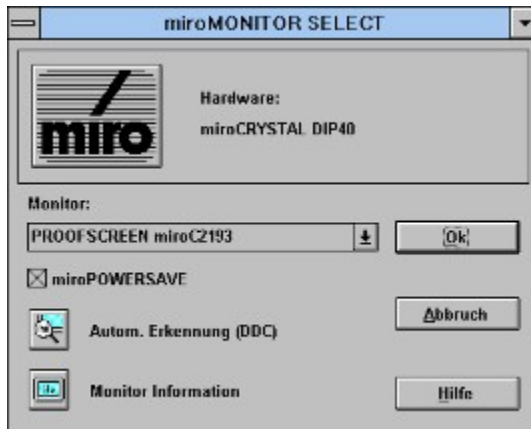 miroMONITOR SELECT
miro
Hardware:
miroCRYSTAL DIP40
Monitor:
PROOFSCREEN miroC2193
Ok
miroPOWERSAVE
Abbruch
Autom. Erkennung (DDC)
Monitor Information
Hilfe